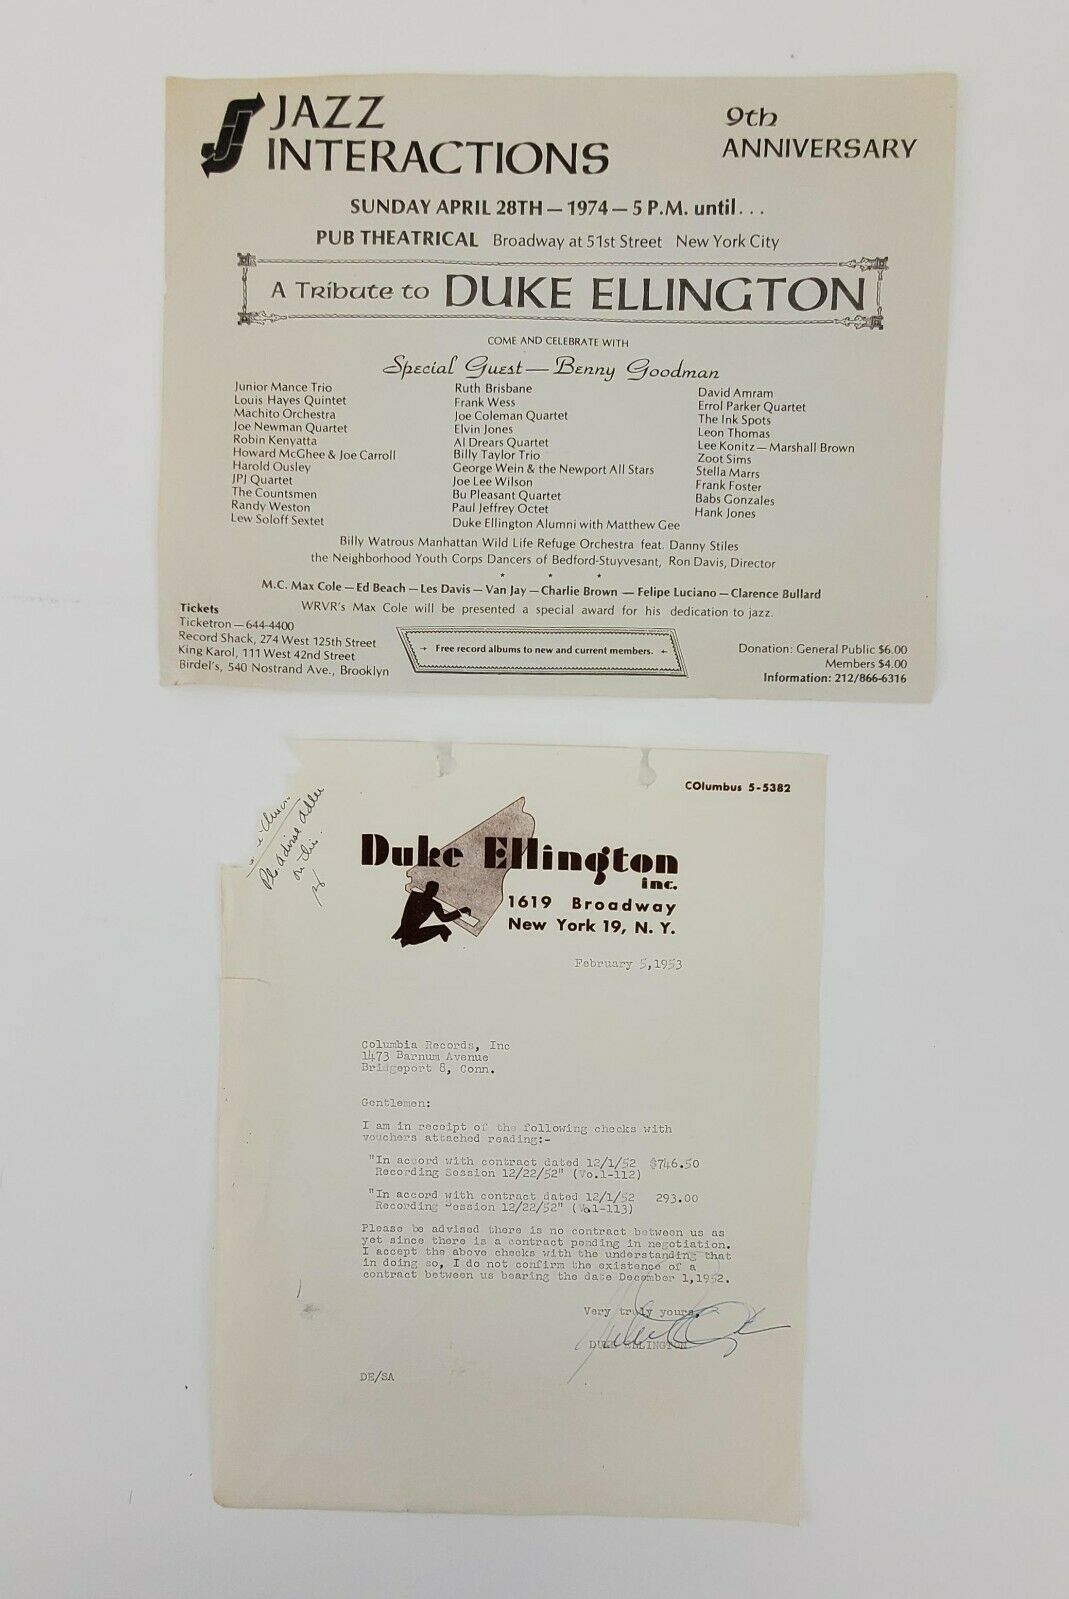 JAZZ
INTERACTIONS
9th
ANNIVERSARY
SUNDAY APRIL 28TH — 1974 — 5 P.M. until...
PUB THEATRICAL Broadway at 51st Street New York City
A Tribute to DUKE ELLINGTON
COME AND CELEBRATE WITH
Special Guest — Benny Goodman
Junior Mance Trio
Louis Hayes Quintet
Machito Orchestra
Joe Newman Quartet
Robin Kenyatta
Howard McGhee & Joe Carroll
Harold Ousley
JPJ Quartet
The Countsmen
Randy Weston
Lew Soloff Sextet
Ruth Brisbane
Frank Wess
Joe Coleman Quartet
Elvin Jones
Al Drears Quartet
Billy Taylor Trio
George Wein & the Newport All Stars
Joe Lee Wilson
Bu Pleasant Quartet
Paul Jeffrey Octet
Duke Ellington Alumni with Matthew Gee
David Amram
Errol Parker Quartet
The Ink Spots
Leon Thomas
Lee Konitz — Marshall Brown
Zoot Sims
Stella Marrs
Frank Foster
Babs Gonzales
Hank Jones
Billy Watrous Manhattan Wild Life Refuge Orchestra feat. Danny Stiles
the Neighborhood Youth Corps Dancers of Bedford-Stuyvesant, Ron Davis, Director
* * *
M.C. Max Cole — Ed Beach — Les Davis — Van Jay — Charlie Brown — Felipe Luciano — Clarence Bullard
WRVR's Max Cole will be presented a special award for his dedication to jazz.
Tickets
Ticketron — 644-4400
Record Shack, 274 West 125th Street
King Karol, 111 West 42nd Street
Birdel's, 540 Nostrand Ave., Brooklyn
Free record albums to new and current members.
Donation: General Public $6.00
Members $4.00
Information: 212/866-6316
COlumbus 5-5382
Pls. advise Adler
on this.
Duke Ellington
inc.
1619 Broadway
New York 19, N. Y.
February 5,1953
Columbia Records, Inc
1473 Barnum Avenue
Bridgeport 8, Conn.
Gentlemen:
I am in receipt of the following checks with
vouchers attached reading:-
"In accord with contract dated 12/1/52 $746.50
Recording Session 12/22/52" (Vo.1-112)
"In accord with contract dated 12/1/52 293.00
Recording Session 12/22/52" (Vo.1-113)
Please be advised there is no contract between us as
yet since there is a contract pending in negotiation.
I accept the above checks with the understanding that
in doing so, I do not confirm the existence of a
contract between us bearing the date December 1,1952.
Very truly yours,
DUKE ELLINGTON
DE/SA